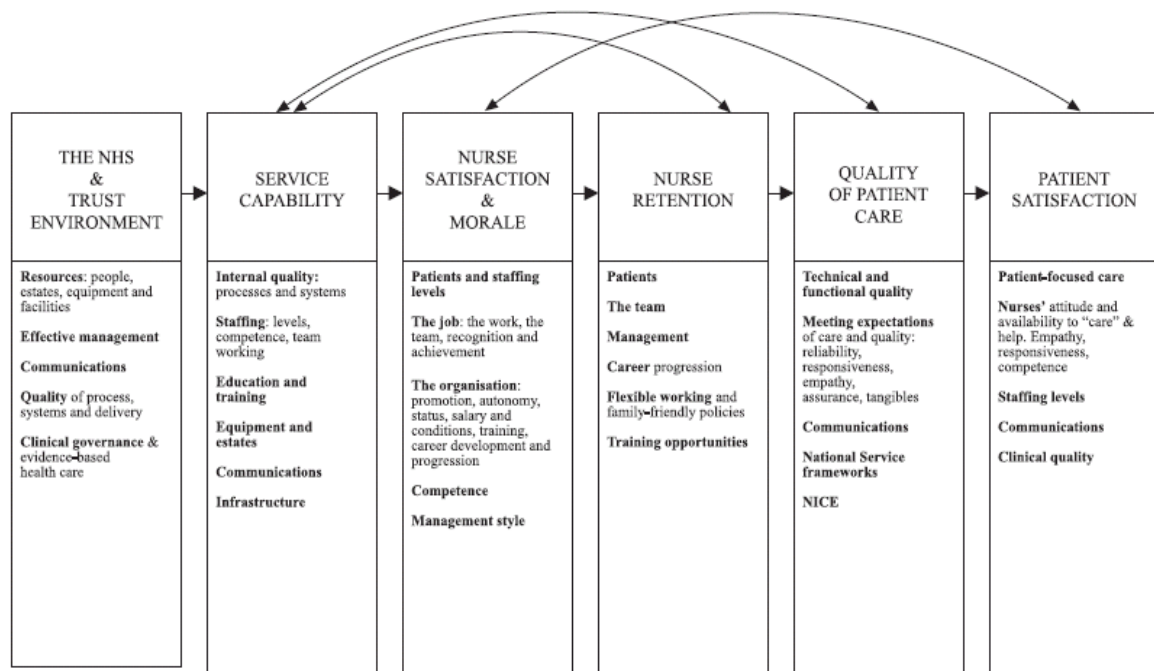 THE NHS
&
TRUST
ENVIRONMENT
Resources: people,
estates, equipment and
facilities
Effective management
Communications
Quality of process,
systems and delivery
Clinical governance &
evidence-based
health care
SERVICE
CAPABILITY
Internal quality:
processes and systems
Staffing: levels,
competence, team
working
Education and
training
Equipment and
estates
Communications
Infrastructure
NURSE
SATISFACTION
&
MORALE
Patients and staffing
levels
The job: the work, the
team, recognition and
achievement
The organisation:
promotion, autonomy,
status, salary and
conditions, training,
career development and
progression
Competence
Management style
NURSE
RETENTION
Patients
The team
Management
Career progression
Flexible working and
family-friendly policies
Training opportunities
QUALITY
OF PATIENT
CARE
Technical and
functional quality
Meeting expectations
of care and quality:
reliability,
responsiveness,
empathy,
assurance, tangibles
Communications
National Service
frameworks
NICE
PATIENT
SATISFACTION
Patient-focused care
Nurses' attitude and
availability to "care" &
help. Empathy,
responsiveness,
competence
Staffing levels
Communications
Clinical quality